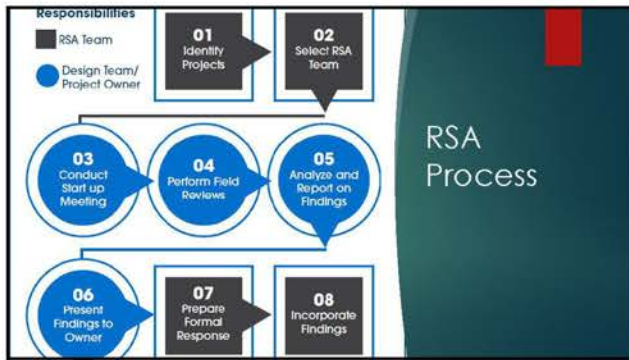 Responsibilities
RSA Team
Design Team/
Project Owner
01
Identify
Projects
02
Select RSA
Team
03
Conduct
Start up
Meeting
04
Perform Field
Reviews
05
Analyze and
Report on
Findings
06
Present
Findings to
Owner
07
Prepare
Formal
Response
08
Incorporate
Findings
RSA
Process